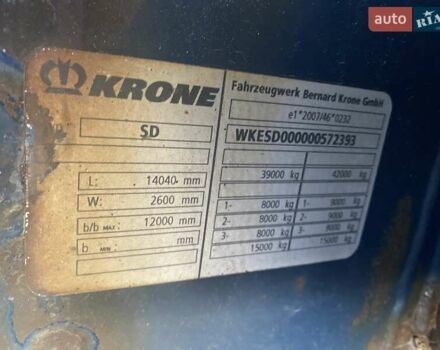 auto RIA
KRONE
Fahrzeugwerk Bernard Krone GmbH
e1*2007/46*0232
SD
WKESD000000572393
L: 14040 mm
W: 2600 mm
b/b MAX.: 12000 mm
b MIN.: mm
39000 kg 42000 kg
1- 8000 kg 1- 9000 kg
2- 8000 kg 2- 9000 kg
3- 8000 kg 3- 9000 kg
15000 kg 15000 kg